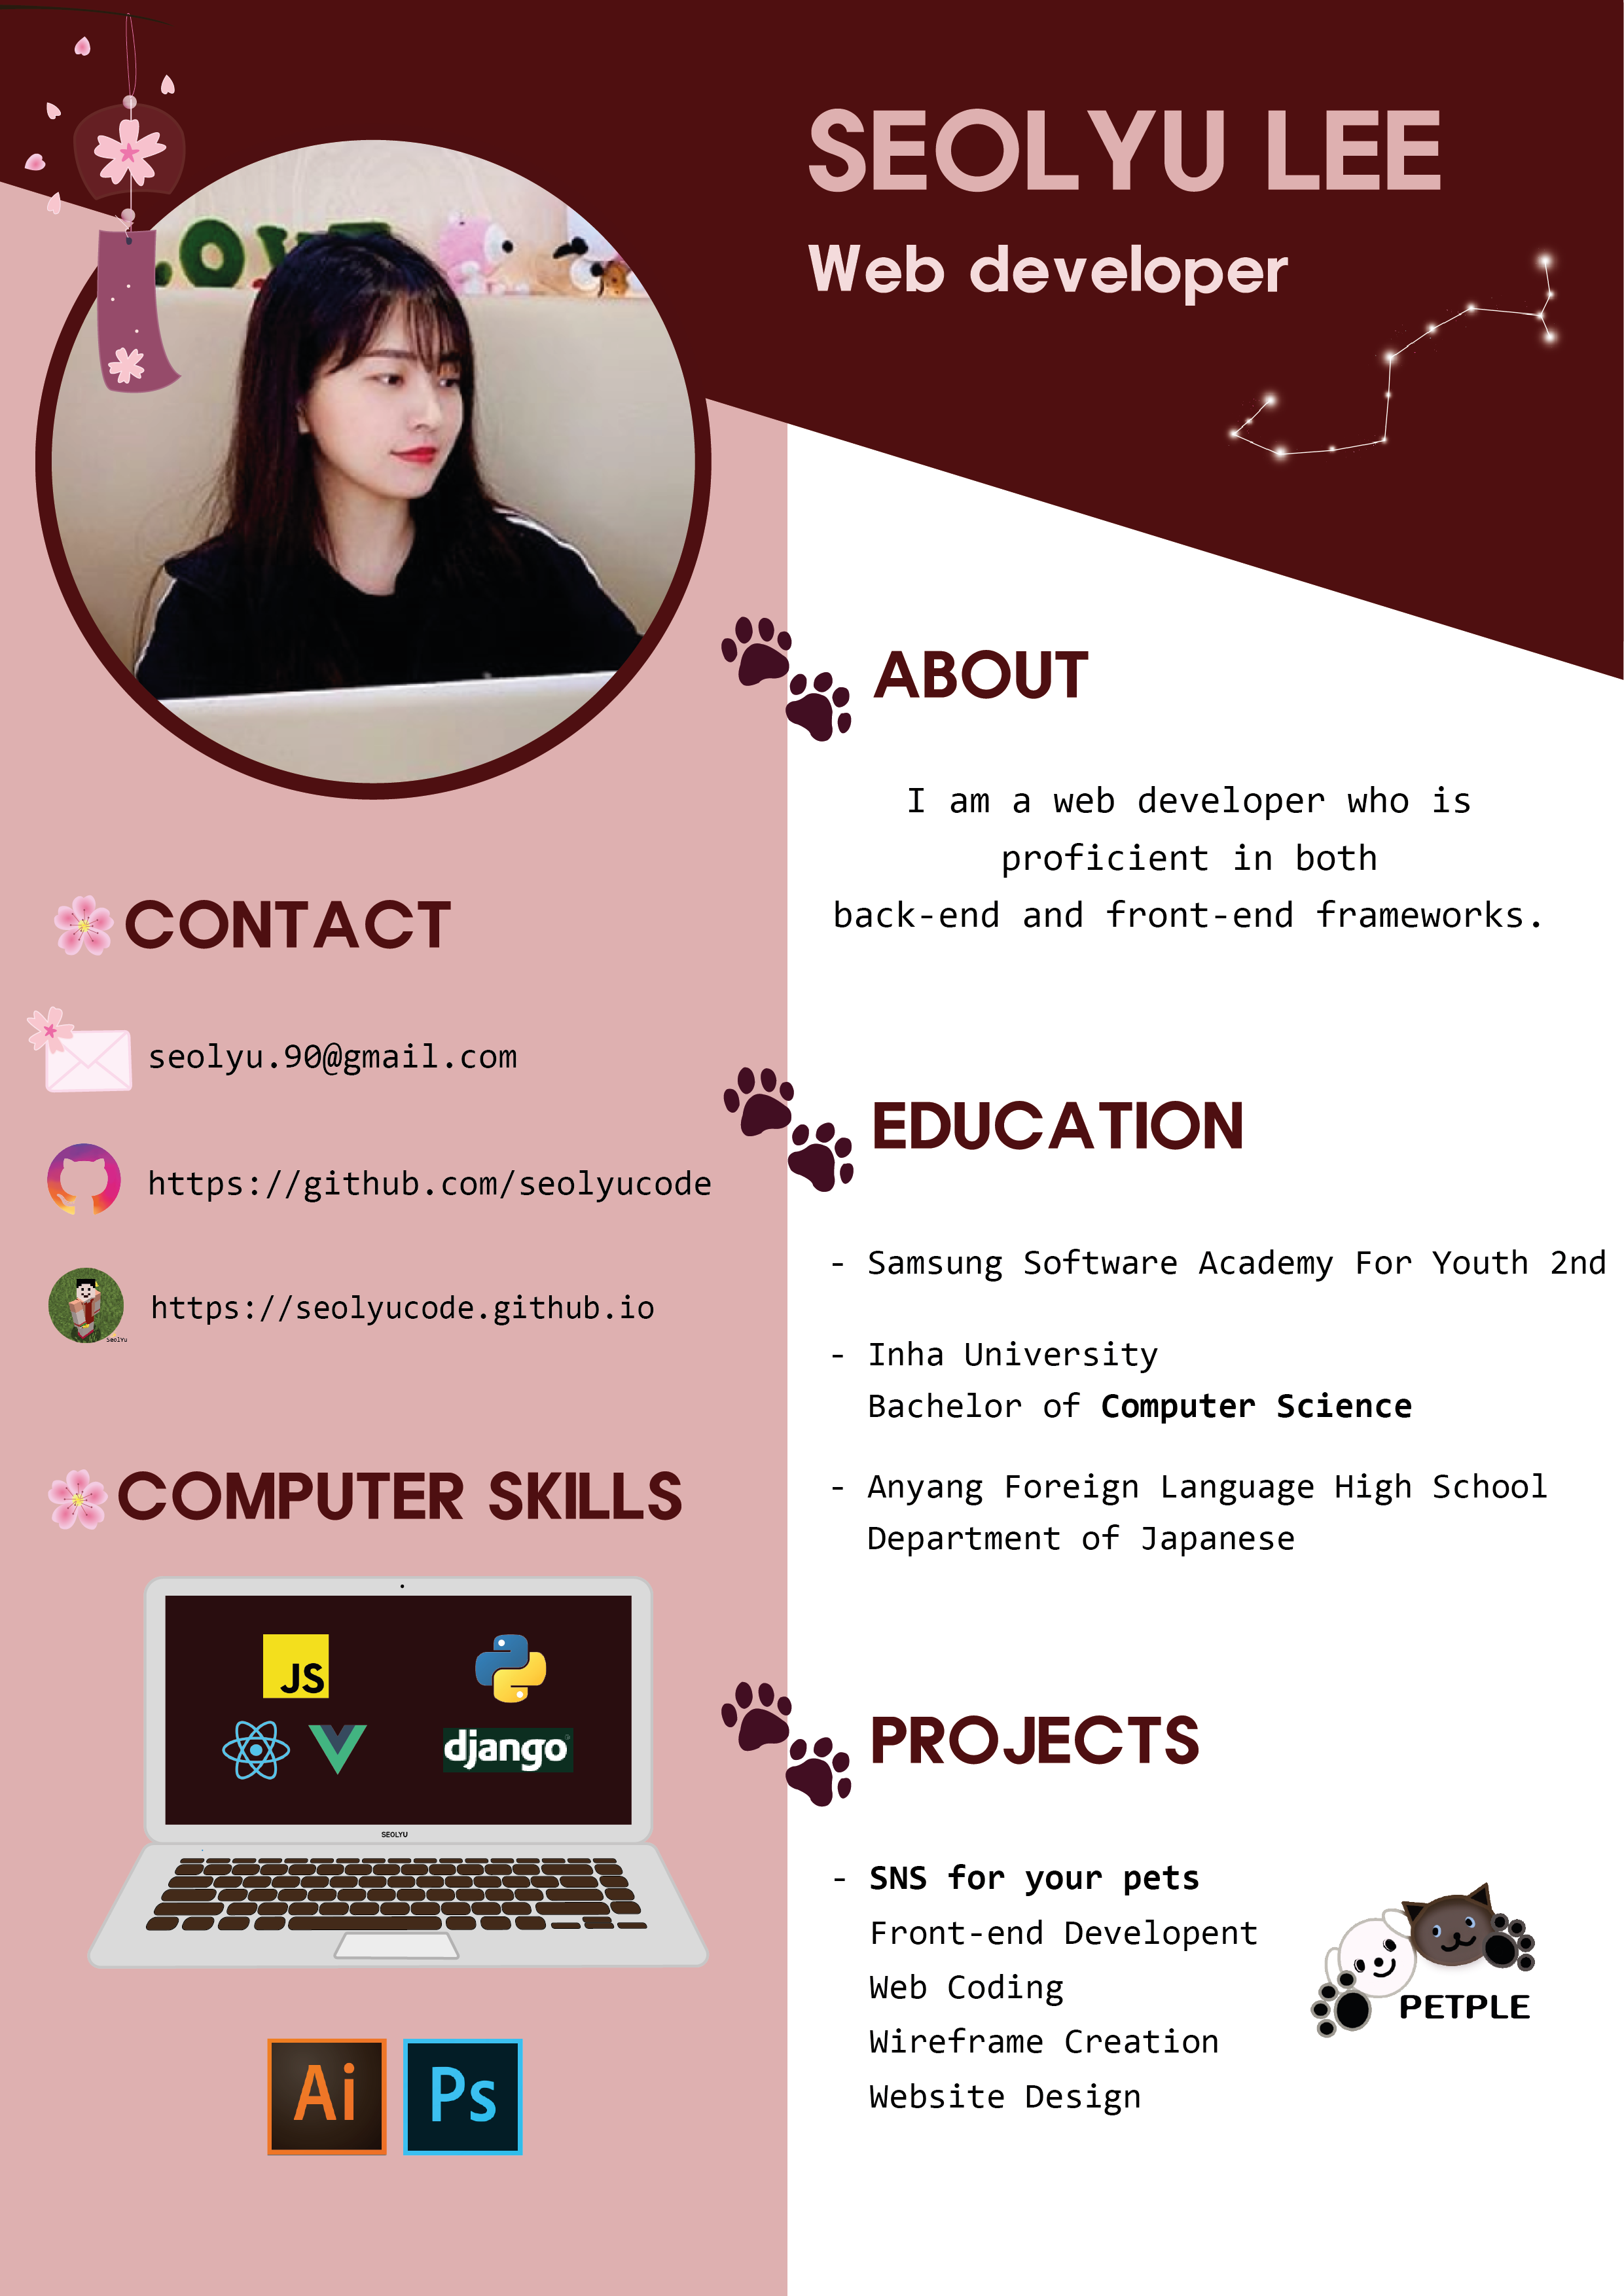 SEOLYU LEE
Web developer
ABOUT
I am a web developer who is
proficient in both
back-end and front-end frameworks.
CONTACT
seolyu.90@gmail.com
https://github.com/seolyucode
SeolYu
https://seolyucode.github.io
COMPUTER SKILLS
JS
django
SEOLYU
Ai
Ps
EDUCATION
- Samsung Software Academy For Youth 2nd
- Inha University
Bachelor of Computer Science
- Anyang Foreign Language High School
Department of Japanese
PROJECTS
- SNS for your pets
Front-end Developent
Web Coding
Wireframe Creation
Website Design
PETPLE